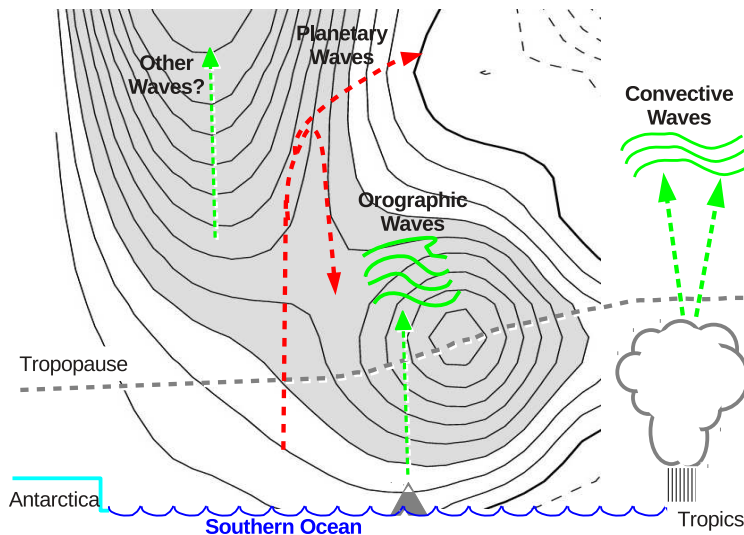 Planetary
Waves
Other
Waves?
Convective
Waves
Orographic
Waves
Tropopause
Antarctica
Southern Ocean
Tropics